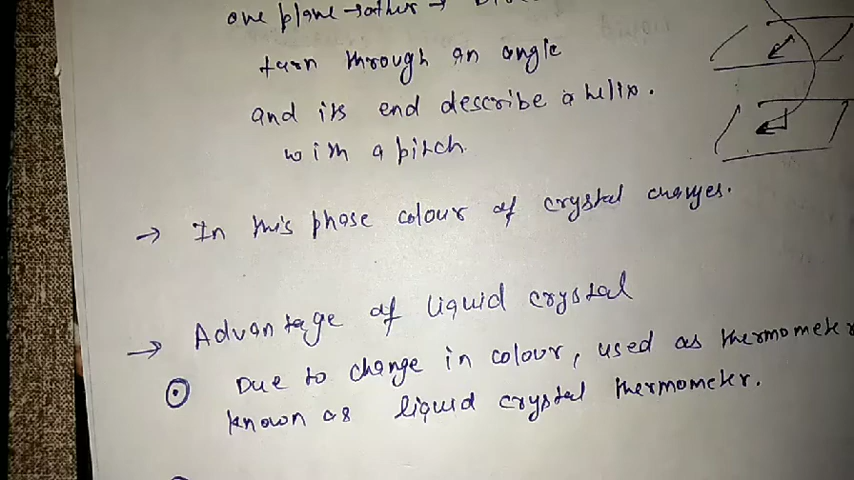 one plane rather →
turn through an angle
and its end describe a helix.
with a pitch.
→ In this phase colour of crystal changes.
→ Advantage of liquid crystal
Due to change in colour, used as thermometer
known as liquid crystal thermometer.